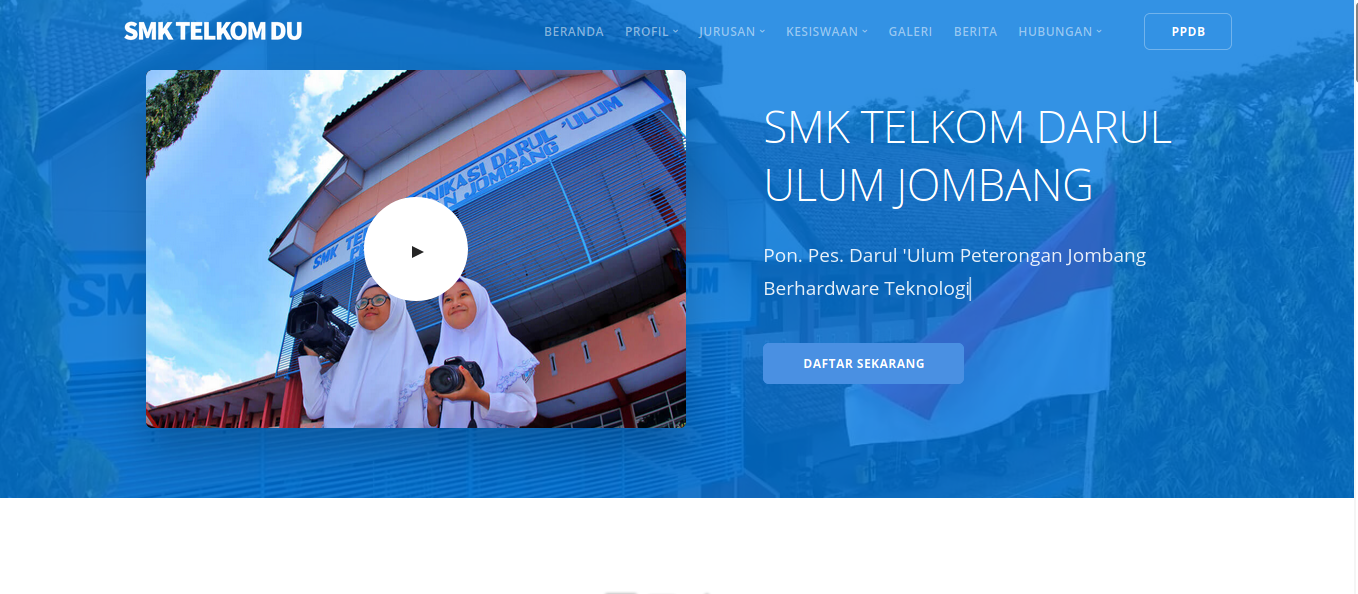 SMK TELKOM DU
BERANDA PROFIL JURUSAN KESISWAAN GALERI BERITA HUBUNGAN PPDB
SMK TELKOM DARUL
ULUM JOMBANG
Pon. Pes. Darul 'Ulum Peterongan Jombang
Berhardware Teknologi
DAFTAR SEKARANG
NIKASI DARUL 'ULUM
JOMBANG
SMK
SM